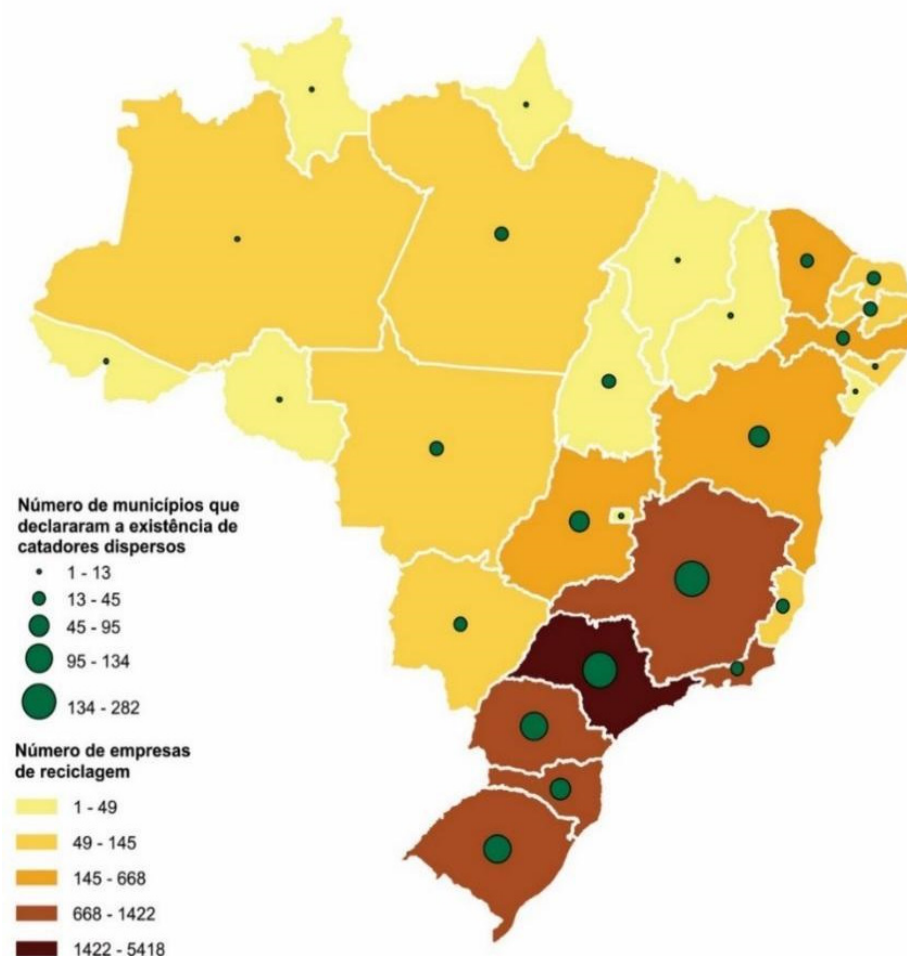 Número de municípios que
declararam a existência de
catadores dispersos
1 - 13
13 - 45
45 - 95
95 - 134
134 - 282
Número de empresas
de reciclagem
1 - 49
49 - 145
145 - 668
668 - 1422
1422 - 5418